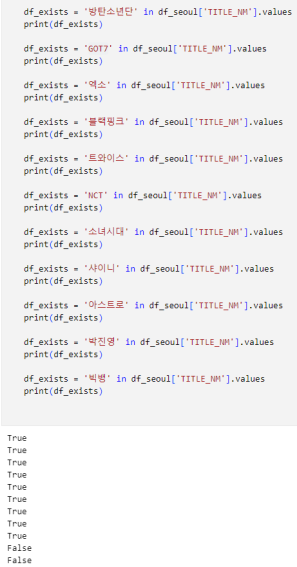 df_exists = '방탄소년단' in df_seoul['TITLE_NM'].values
print(df_exists)
df_exists = 'GOT7' in df_seoul['TITLE_NM'].values
print(df_exists)
df_exists = '엑소' in df_seoul['TITLE_NM'].values
print(df_exists)
df_exists = '블랙핑크' in df_seoul['TITLE_NM'].values
print(df_exists)
df_exists = '트와이스' in df_seoul['TITLE_NM'].values
print(df_exists)
df_exists = 'NCT' in df_seoul['TITLE_NM'].values
print(df_exists)
df_exists = '소녀시대' in df_seoul['TITLE_NM'].values
print(df_exists)
df_exists = '샤이니' in df_seoul['TITLE_NM'].values
print(df_exists)
df_exists = '아스트로' in df_seoul['TITLE_NM'].values
print(df_exists)
df_exists = '박진영' in df_seoul['TITLE_NM'].values
print(df_exists)
df_exists = '빅뱅' in df_seoul['TITLE_NM'].values
print(df_exists)
True
True
True
True
True
True
True
True
True
False
False